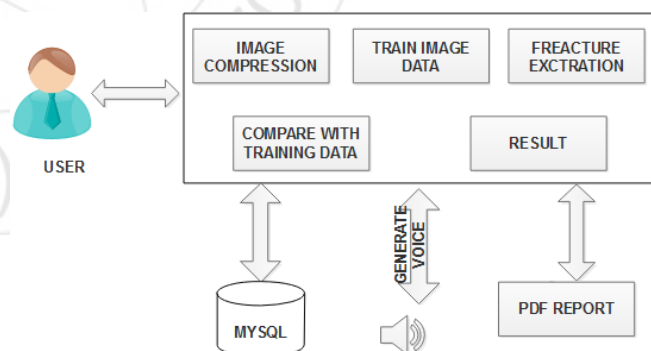 IMAGE
COMPRESSION
TRAIN IMAGE
DATA
FREACTURE
EXCTRATION
COMPARE WITH
TRAINING DATA
RESULT
USER
GENERATE
VOICE
MYSQL
PDF REPORT